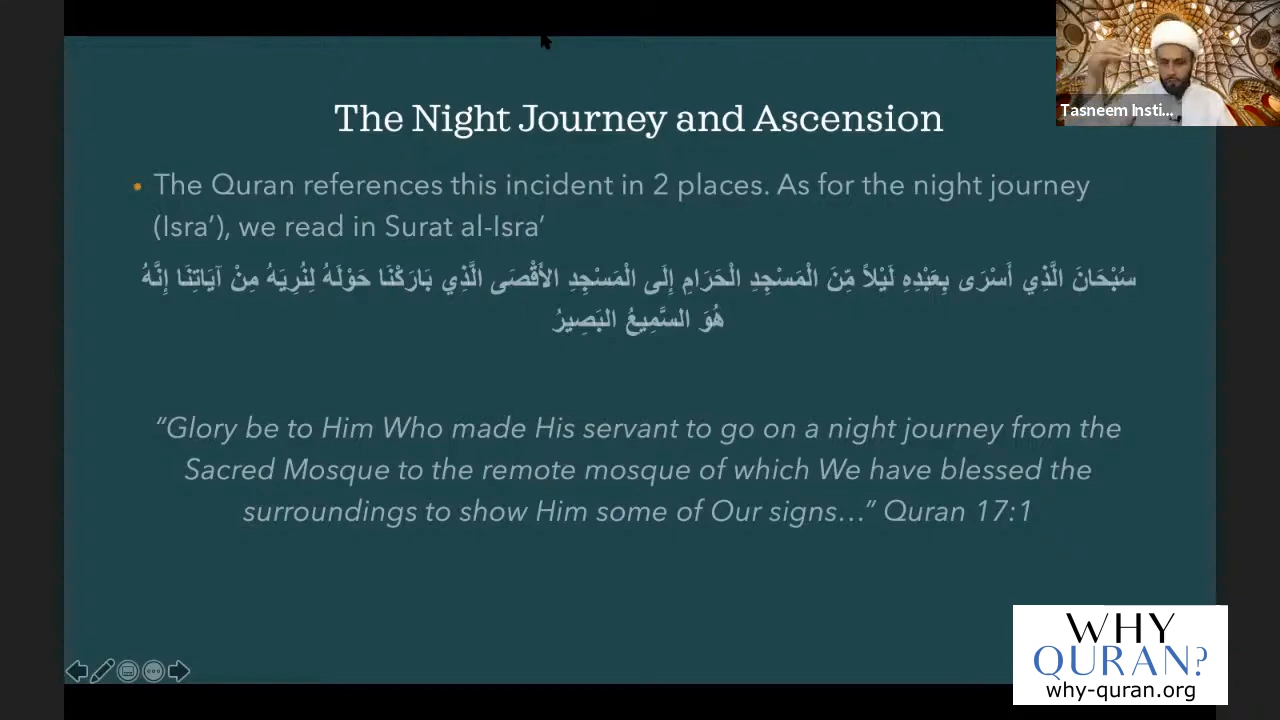 Tasneem Insti...
The Night Journey and Ascension
• The Quran references this incident in 2 places. As for the night journey
(Isra’), we read in Surat al-Isra’
سُبْحَانَ الَّذِي أَسْرَى بِعَبْدِهِ لَيْلاً مِّنَ الْمَسْجِدِ الْحَرَامِ إِلَى الْمَسْجِدِ الأَقْصَى الَّذِي بَارَكْنَا حَوْلَهُ لِنُرِيَهُ مِنْ آيَاتِنَا إِنَّهُ
هُوَ السَّمِيعُ البَصِيرُ
“Glory be to Him Who made His servant to go on a night journey from the
Sacred Mosque to the remote mosque of which We have blessed the
surroundings to show Him some of Our signs…” Quran 17:1
WHY
QURAN?
why-quran.org